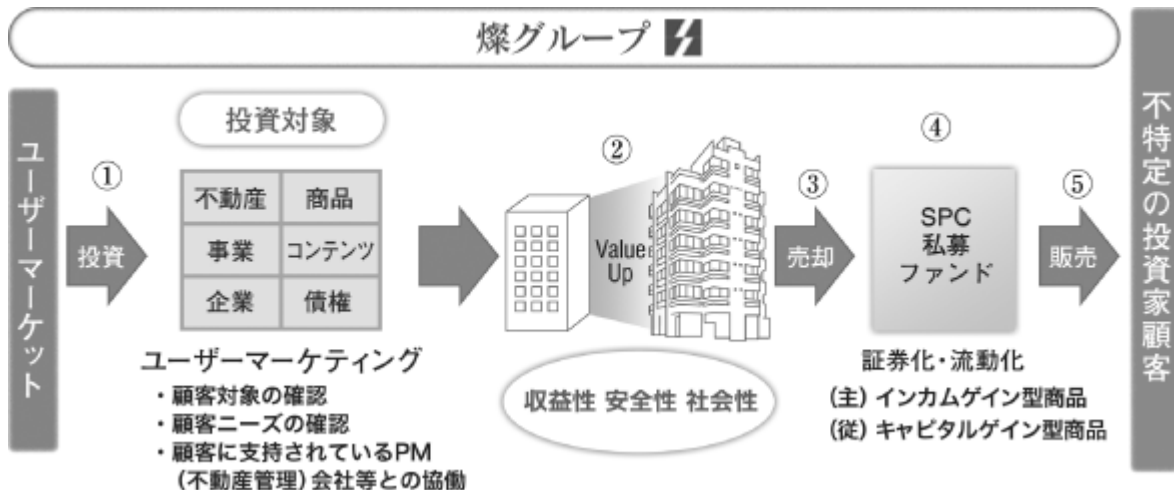 燦グループ
ユーザーマーケット
①
投資
投資対象
不動産
商品
事業
コンテンツ
企業
債権
ユーザーマーケティング
・顧客対象の確認
・顧客ニーズの確認
・顧客に支持されているPM
(不動産管理)会社等との協働
②
Value
Up
収益性 安全性 社会性
③
売却
④
SPC
私募
ファンド
証券化・流動化
(主) インカムゲイン型商品
(従) キャピタルゲイン型商品
⑤
販売
不特定の投資家顧客